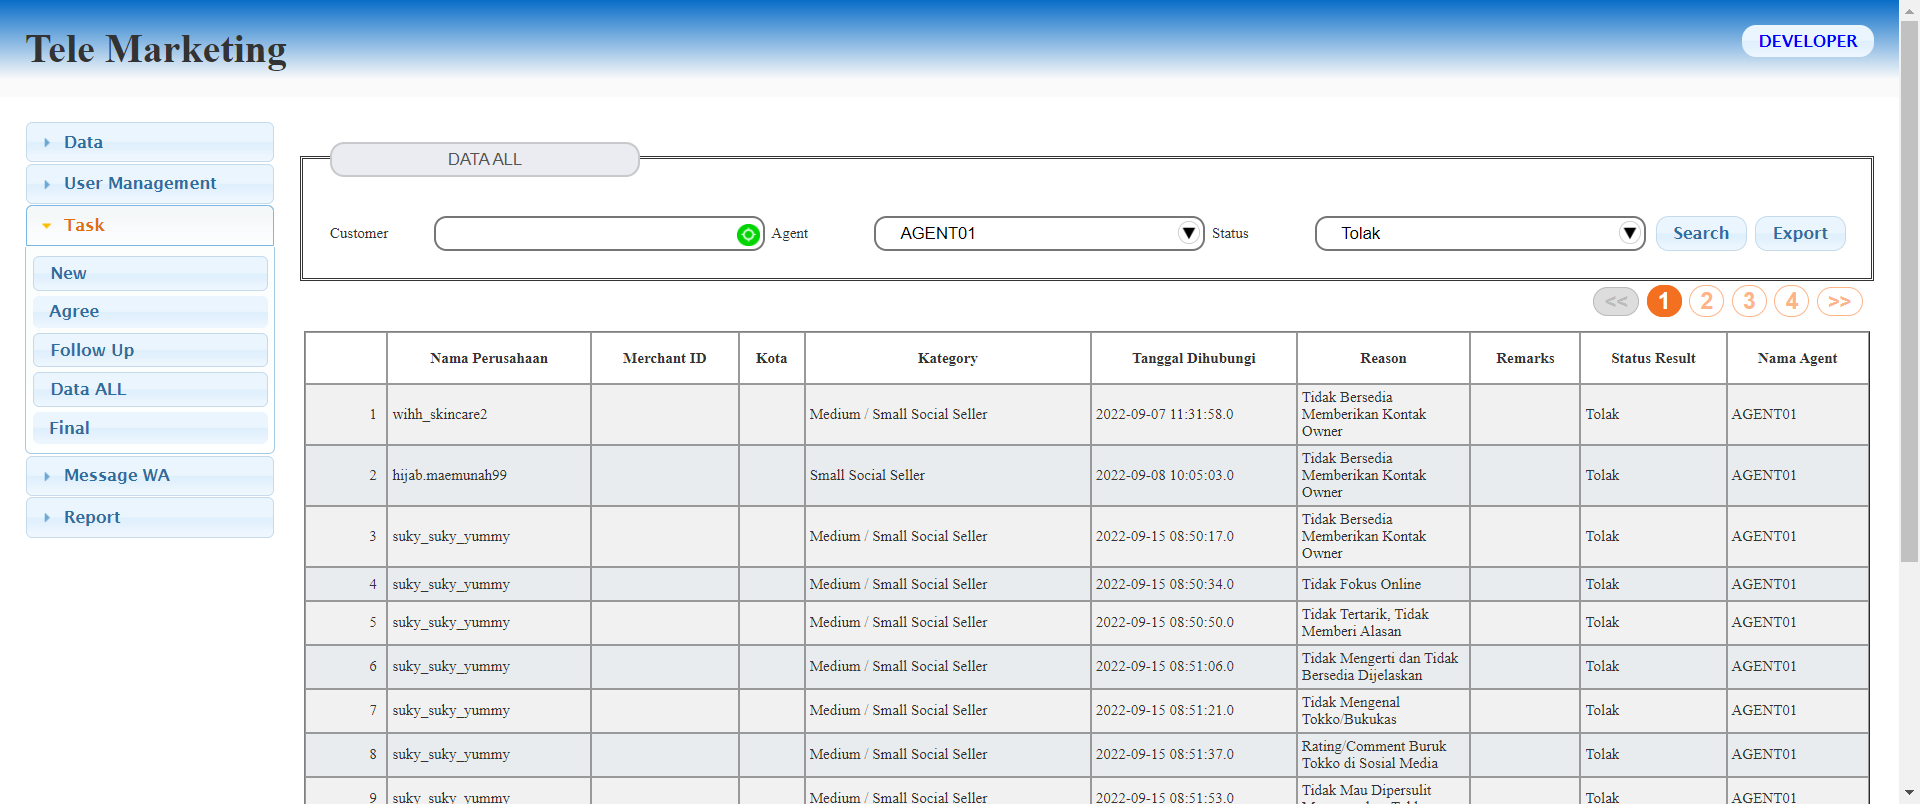 Tele Marketing
DEVELOPER
Data
User Management
Task
New
Agree
Follow Up
Data ALL
Final
Message WA
Report
DATA ALL
Customer Agent AGENT01 Status Tolak Search Export
<< 1 2 3 4 >>
Nama Perusahaan Merchant ID Kota Kategory Tanggal Dihubungi Reason Remarks Status Result Nama Agent
1 wihh_skincare2 Medium / Small Social Seller 2022-09-07 11:31:58.0 Tidak Bersedia Memberikan Kontak Owner Tolak AGENT01
2 hijab.maemunah99 Small Social Seller 2022-09-08 10:05:03.0 Tidak Bersedia Memberikan Kontak Owner Tolak AGENT01
3 suky_suky_yummy Medium / Small Social Seller 2022-09-15 08:50:17.0 Tidak Bersedia Memberikan Kontak Owner Tolak AGENT01
4 suky_suky_yummy Medium / Small Social Seller 2022-09-15 08:50:34.0 Tidak Fokus Online Tolak AGENT01
5 suky_suky_yummy Medium / Small Social Seller 2022-09-15 08:50:50.0 Tidak Tertarik, Tidak Memberi Alasan Tolak AGENT01
6 suky_suky_yummy Medium / Small Social Seller 2022-09-15 08:51:06.0 Tidak Mengerti dan Tidak Bersedia Dijelaskan Tolak AGENT01
7 suky_suky_yummy Medium / Small Social Seller 2022-09-15 08:51:21.0 Tidak Mengenal Tokko/Bukukas Tolak AGENT01
8 suky_suky_yummy Medium / Small Social Seller 2022-09-15 08:51:37.0 Rating/Comment Buruk Tokko di Sosial Media Tolak AGENT01
9 suky_suky_yummy Medium / Small Social Seller 2022-09-15 08:51:53.0 Tidak Mau Dipersulit Tolak AGENT01